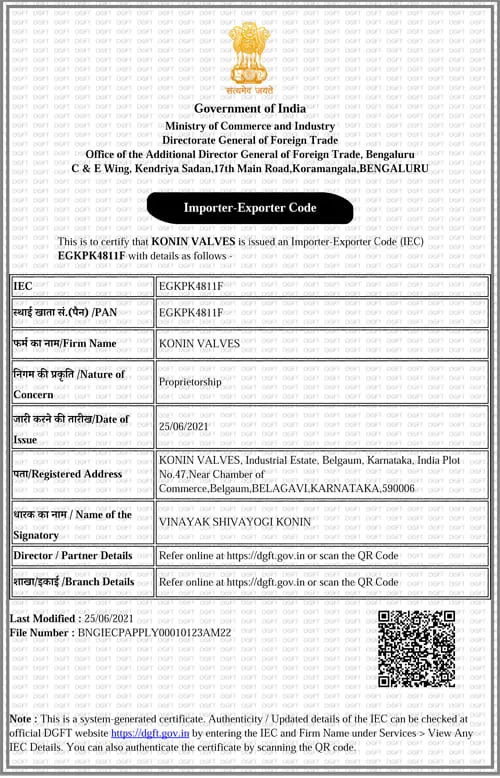 सत्यमेव जयते
Government of India
Ministry of Commerce and Industry
Directorate General of Foreign Trade
Office of the Additional Director General of Foreign Trade, Bengaluru
C & E Wing, Kendriya Sadan,17th Main Road,Koramangala,BENGALURU
Importer-Exporter Code
This is to certify that KONIN VALVES is issued an Importer-Exporter Code (IEC)
EGKPK4811F with details as follows -
IEC EGKPK4811F
स्थाई खाता सं.(पैन) /PAN EGKPK4811F
फर्म का नाम/Firm Name KONIN VALVES
निगम की प्रकृति /Nature of
Concern
Proprietorship
जारी करने की तारीख/Date of
Issue
25/06/2021
पता/Registered Address
KONIN VALVES, Industrial Estate, Belgaum, Karnataka, India Plot
No.47,Near Chamber of
Commerce,Belgaum,BELAGAVI,KARNATAKA,590006
धारक का नाम / Name of the
Signatory
VINAYAK SHIVAYOGI KONIN
Director / Partner Details Refer online at https://dgft.gov.in or scan the QR Code
शाखा/इकाई /Branch Details Refer online at https://dgft.gov.in or scan the QR Code
Last Modified : 25/06/2021
File Number : BNGIECPAPPLY00010123AM22
Note : This is a system-generated certificate. Authenticity / Updated details of the IEC can be checked at
official DGFT website https://dgft.gov.in by entering the IEC and Firm Name under Services > View Any
IEC Details. You can also authenticate the certificate by scanning the QR code.